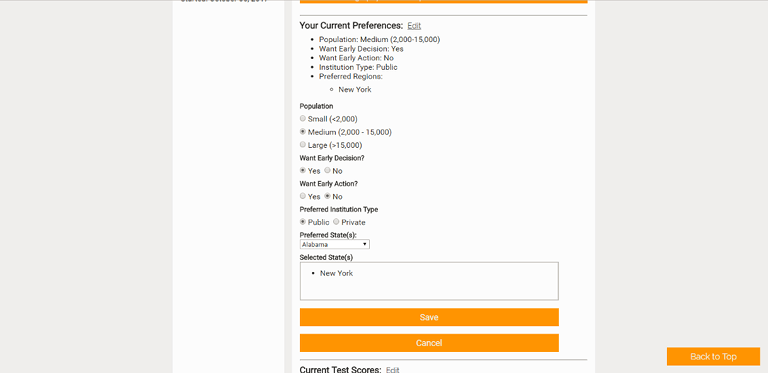 Your Current Preferences: Edit
Population: Medium (2,000-15,000)
Want Early Decision: Yes
Want Early Action: No
Institution Type: Public
Preferred Regions:
New York
Population
Small (<2,000)
Medium (2,000 - 15,000)
Large (>15,000)
Want Early Decision?
Yes No
Want Early Action?
Yes No
Preferred Institution Type
Public Private
Preferred State(s):
Alabama
Selected State(s)
New York
Save
Cancel
Back to Top
Current Test Scores: Edit